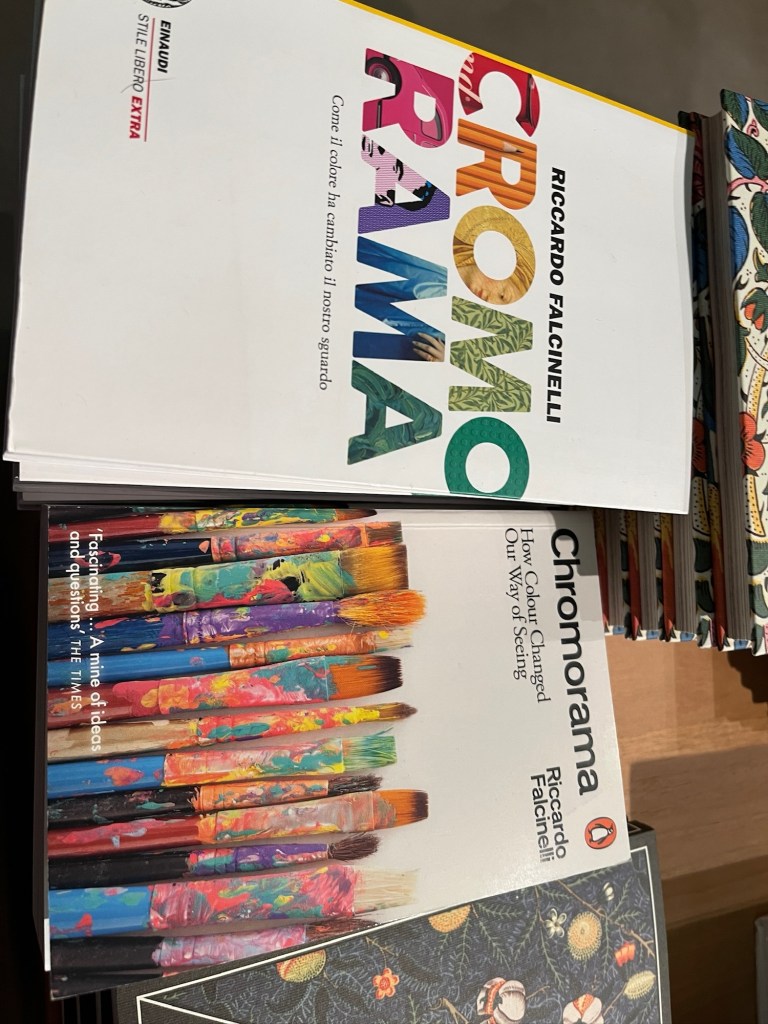 RICCARDO FALCINELLI
CROMO
RAMA
Come il colore ha cambiato il nostro sguardo
EINAUDI
STILE LIBERO EXTRA
Chromorama
How Colour Changed
Our Way of Seeing
Riccardo
Falcinelli
'Fascinating ... A mine of ideas
and questions' THE TIMES